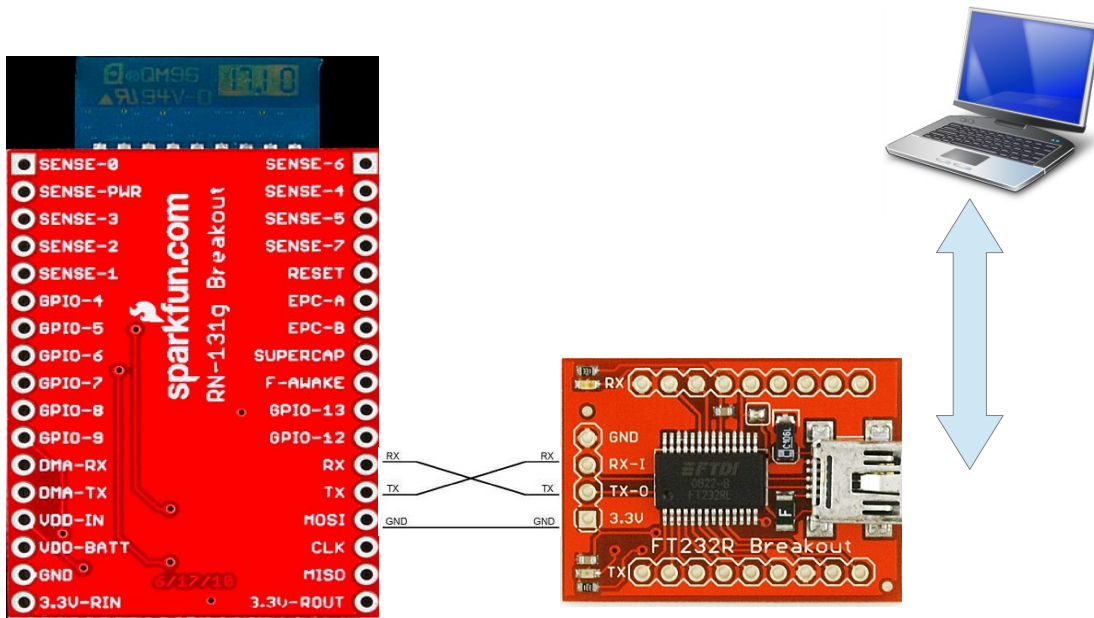 QM96
94V-0
SENSE-0
SENSE-PWR
SENSE-3
SENSE-2
SENSE-1
GPIO-4
GPIO-5
GPIO-6
GPIO-7
GPIO-8
GPIO-9
DMA-RX
DMA-TX
VDD-IN
VDD-BATT
GND
3.3V-RIN
sparkfun.com
RN-131g Breakout
6/17/10
SENSE-6
SENSE-4
SENSE-5
SENSE-7
RESET
EPC-A
EPC-B
SUPERCAP
F-AWAKE
GPIO-13
GPIO-12
RX
TX
MOSI
CLK
MISO
3.3V-ROUT
RX
TX
GND
RX
TX
GND
RX
GND
RX-I
TX-O
3.3V
FTDI
0822-B
FT232RL
C106L
F
FT232R Breakout
TX